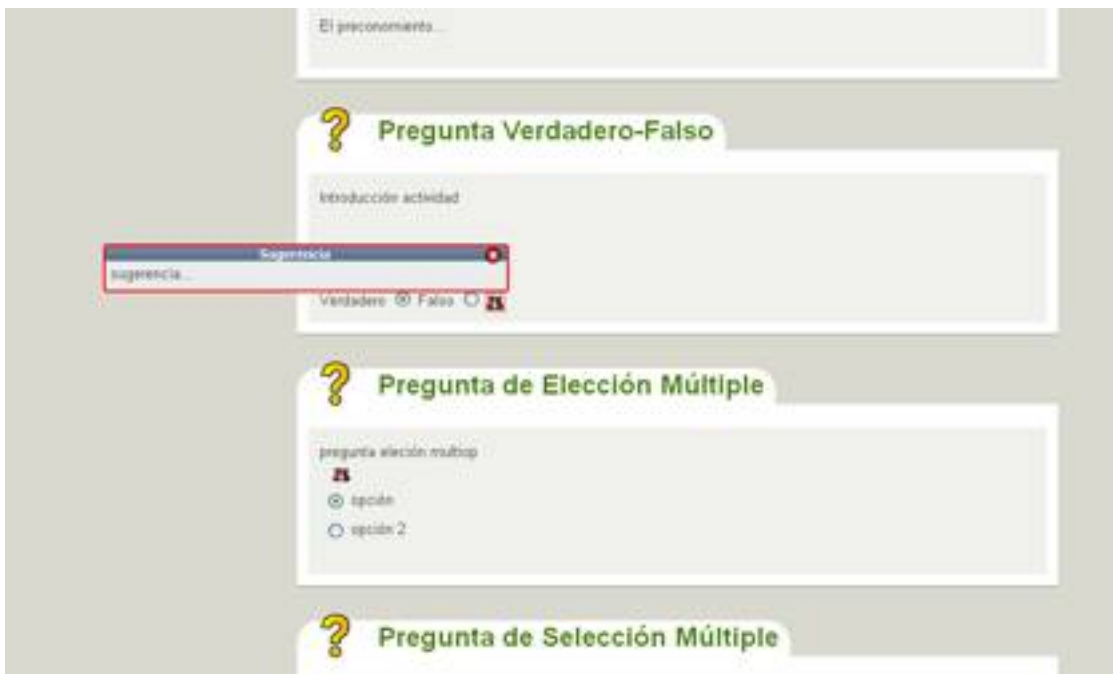 El preconomiento...
Pregunta Verdadero-Falso
Introducción actividad
Sugerencia
sugerencia...
Verdadero Falso
Pregunta de Elección Múltiple
pregunta eleción multiop
opción
opción 2
Pregunta de Selección Múltiple